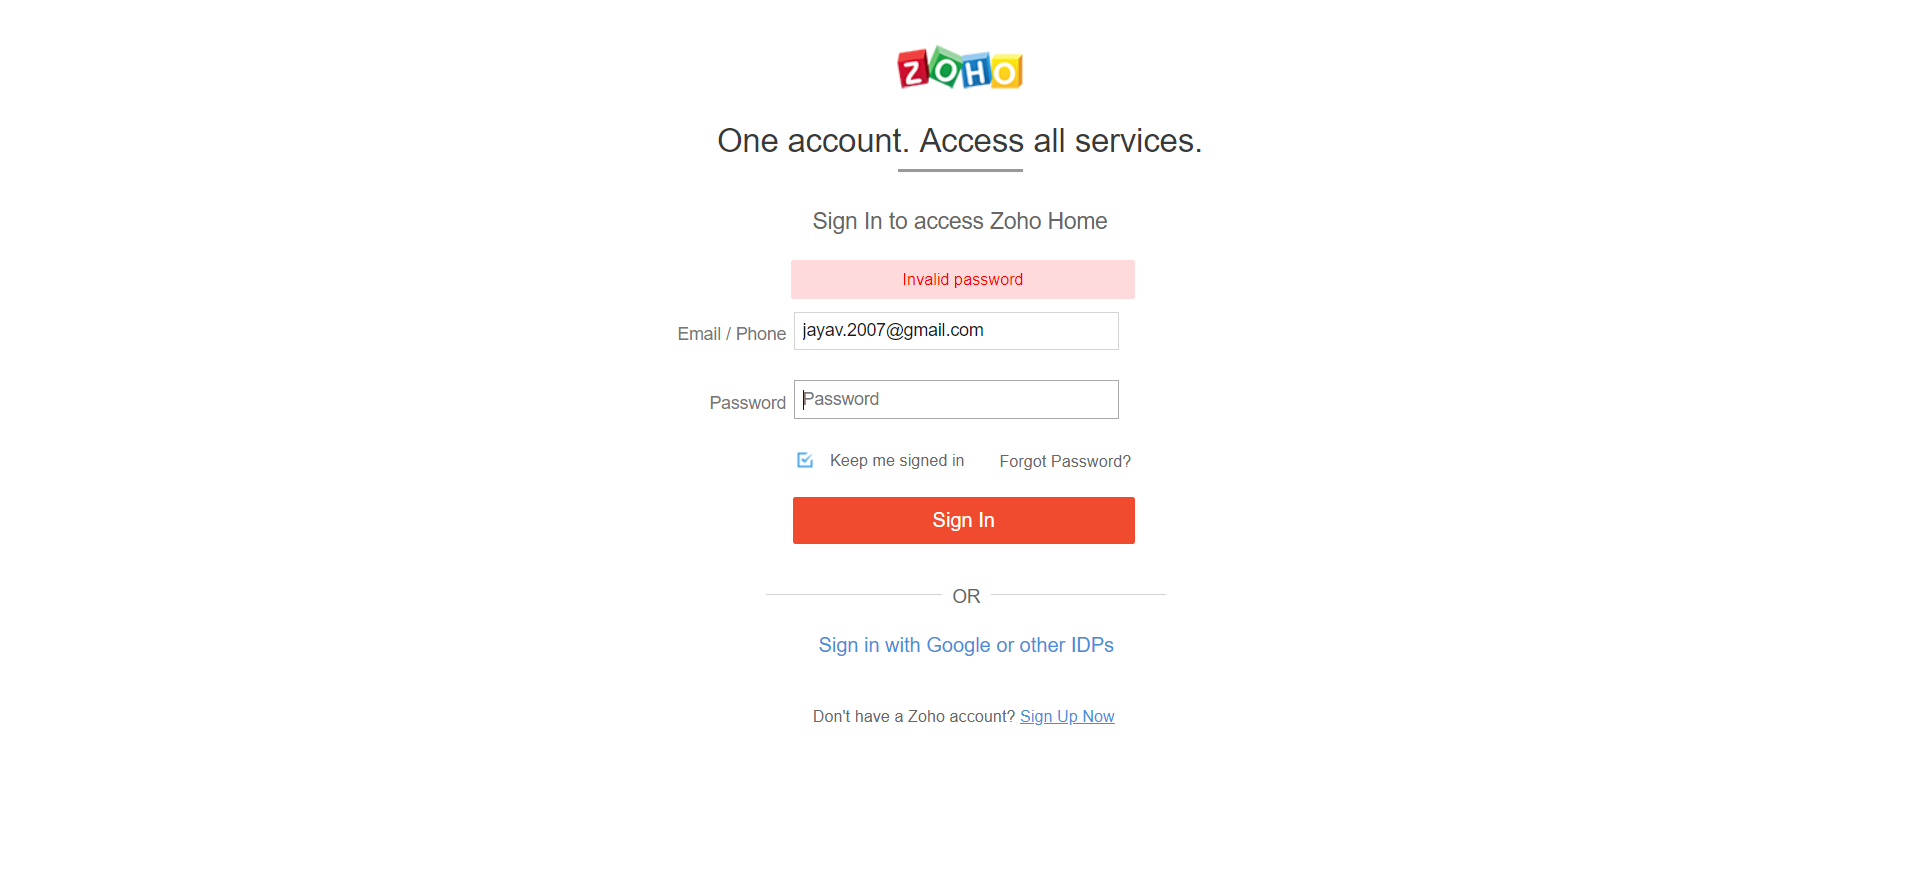 ZOHO
One account. Access all services.
Sign In to access Zoho Home
Invalid password
Email / Phone jayav.2007@gmail.com
Password Password
Keep me signed in Forgot Password?
Sign In
OR
Sign in with Google or other IDPs
Don't have a Zoho account? Sign Up Now